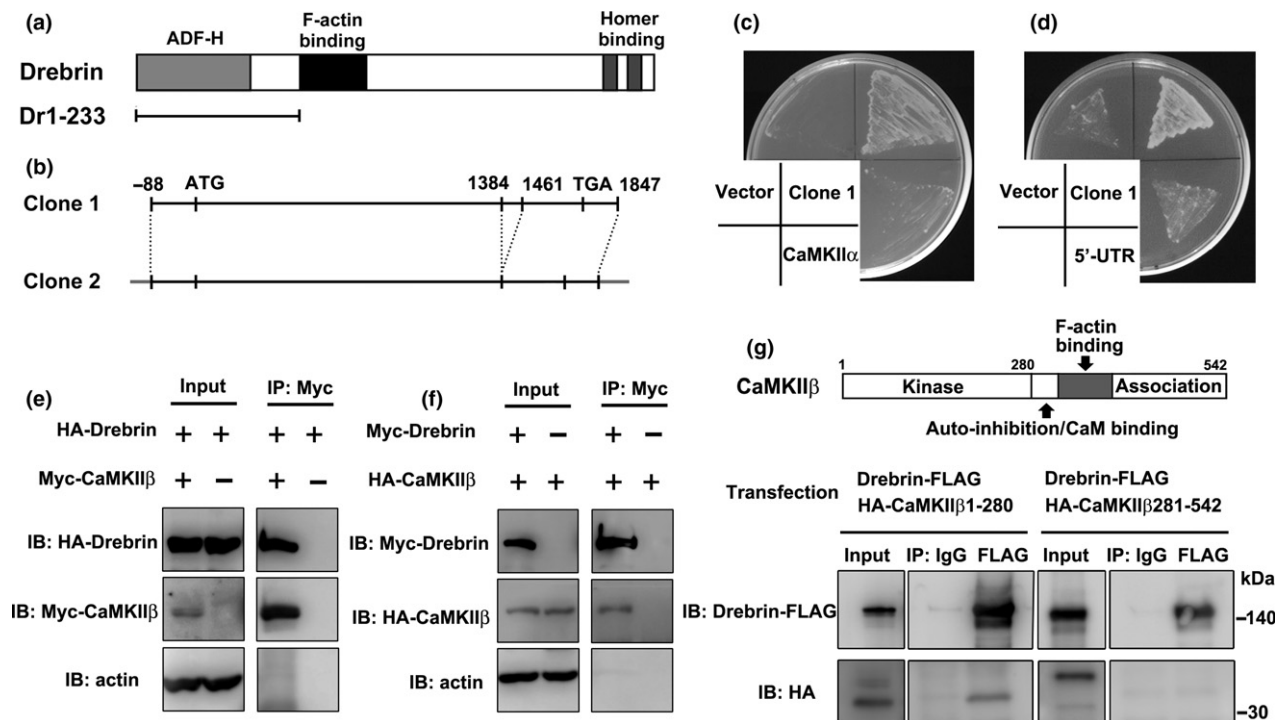 (a)
ADF-H
F-actin
binding
Homer
binding
Drebrin
Dr1-233
(b)
–88 ATG 1384 1461 TGA 1847
Clone 1
Clone 2
(c)
Vector Clone 1
CaMKIIα
(d)
Vector Clone 1
5'-UTR
(e)
Input IP: Myc
HA-Drebrin + + + +
Myc-CaMKIIβ + – + –
IB: HA-Drebrin
IB: Myc-CaMKIIβ
IB: actin
(f)
Input IP: Myc
Myc-Drebrin + – + –
HA-CaMKIIβ + + + +
IB: Myc-Drebrin
IB: HA-CaMKIIβ
IB: actin
(g)
F-actin
binding
1 280 542
CaMKIIβ Kinase Association
Auto-inhibition/CaM binding
Transfection
Drebrin-FLAG
HA-CaMKIIβ1-280
Drebrin-FLAG
HA-CaMKIIβ281-542
Input IP: IgG FLAG Input IP: IgG FLAG
kDa
IB: Drebrin-FLAG
–140
IB: HA
–30